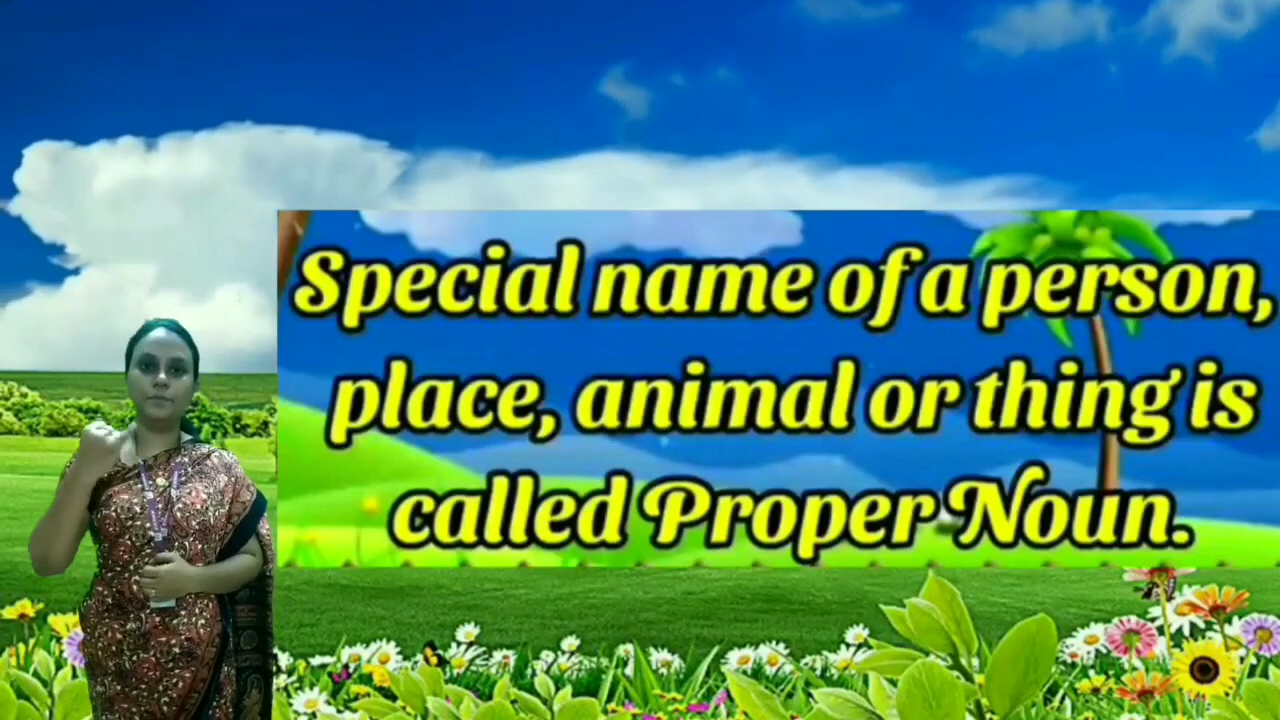 Special name of a person,
place, animal or thing is
called Proper Noun.